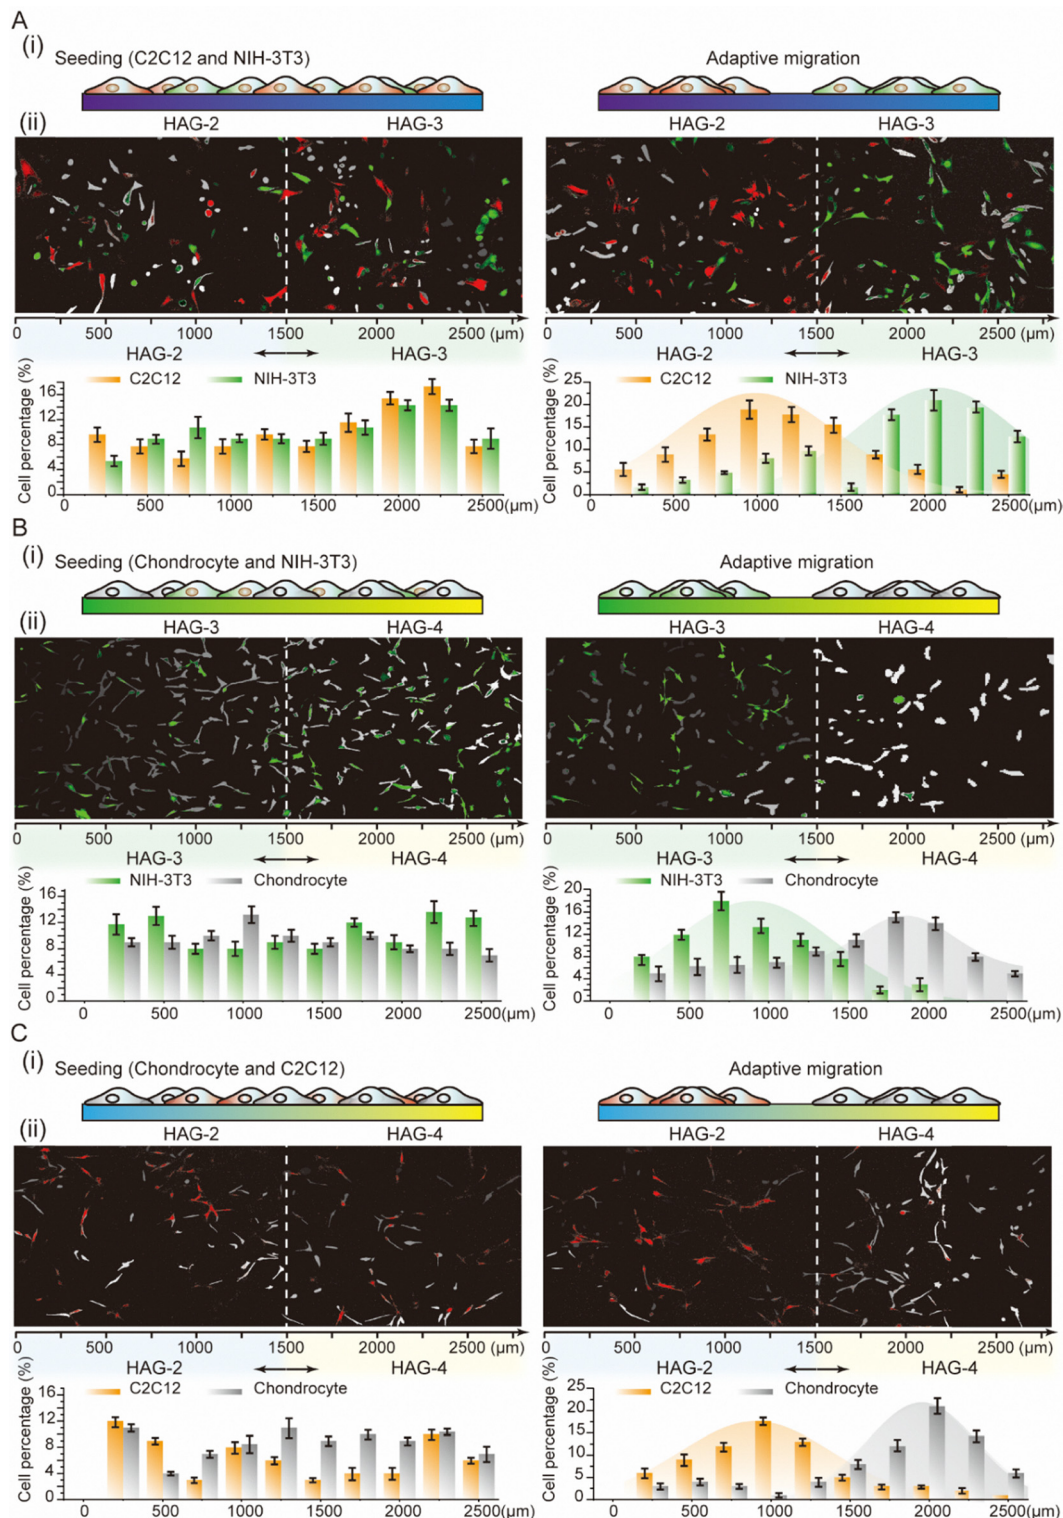 A
(i)
Seeding (C2C12 and NIH-3T3)
Adaptive migration
(ii)
HAG-2
HAG-3
HAG-2
HAG-3
500 1000 1500 2000 2500 (μm)
500 1000 1500 2000 2500 (μm)
HAG-2
HAG-3
HAG-2
HAG-3
Cell percentage (%)
16
12
8
4
0
C2C12
NIH-3T3
0 500 1000 1500 2000 2500(μm)
Cell percentage (%)
25
20
15
10
5
0
C2C12
NIH-3T3
0 500 1000 1500 2000 2500(μm)
B
(i)
Seeding (Chondrocyte and NIH-3T3)
Adaptive migration
(ii)
HAG-3
HAG-4
HAG-3
HAG-4
500 1000 1500 2000 2500 (μm)
500 1000 1500 2000 2500 (μm)
HAG-3
HAG-4
HAG-3
HAG-4
Cell percentage (%)
16
12
8
4
0
NIH-3T3
Chondrocyte
0 500 1000 1500 2000 2500(μm)
Cell percentage (%)
20
16
12
8
4
0
NIH-3T3
Chondrocyte
0 500 1000 1500 2000 2500(μm)
C
(i)
Seeding (Chondrocyte and C2C12)
Adaptive migration
(ii)
HAG-2
HAG-4
HAG-2
HAG-4
500 1000 1500 2000 2500 (μm)
500 1000 1500 2000 2500 (μm)
HAG-2
HAG-4
HAG-2
HAG-4
Cell percentage (%)
16
12
8
4
0
C2C12
Chondrocyte
0 500 1000 1500 2000 2500(μm)
Cell percentage (%)
25
20
15
10
5
0
C2C12
Chondrocyte
0 500 1000 1500 2000 2500(μm)